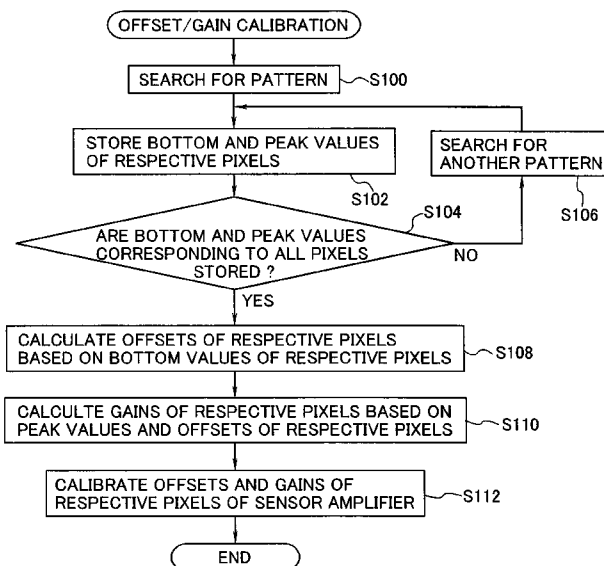 OFFSET/GAIN CALIBRATION
SEARCH FOR PATTERN
S100
STORE BOTTOM AND PEAK VALUES
OF RESPECTIVE PIXELS
S102
SEARCH FOR
ANOTHER PATTERN
S106
S104
ARE BOTTOM AND PEAK VALUES
CORRESPONDING TO ALL PIXELS
STORED ?
NO
YES
CALCULATE OFFSETS OF RESPECTIVE PIXELS
BASED ON BOTTOM VALUES OF RESPECTIVE PIXELS
S108
CALCULTE GAINS OF RESPECTIVE PIXELS BASED ON
PEAK VALUES AND OFFSETS OF RESPECTIVE PIXELS
S110
CALIBRATE OFFSETS AND GAINS OF
RESPECTIVE PIXELS OF SENSOR AMPLIFIER
S112
END